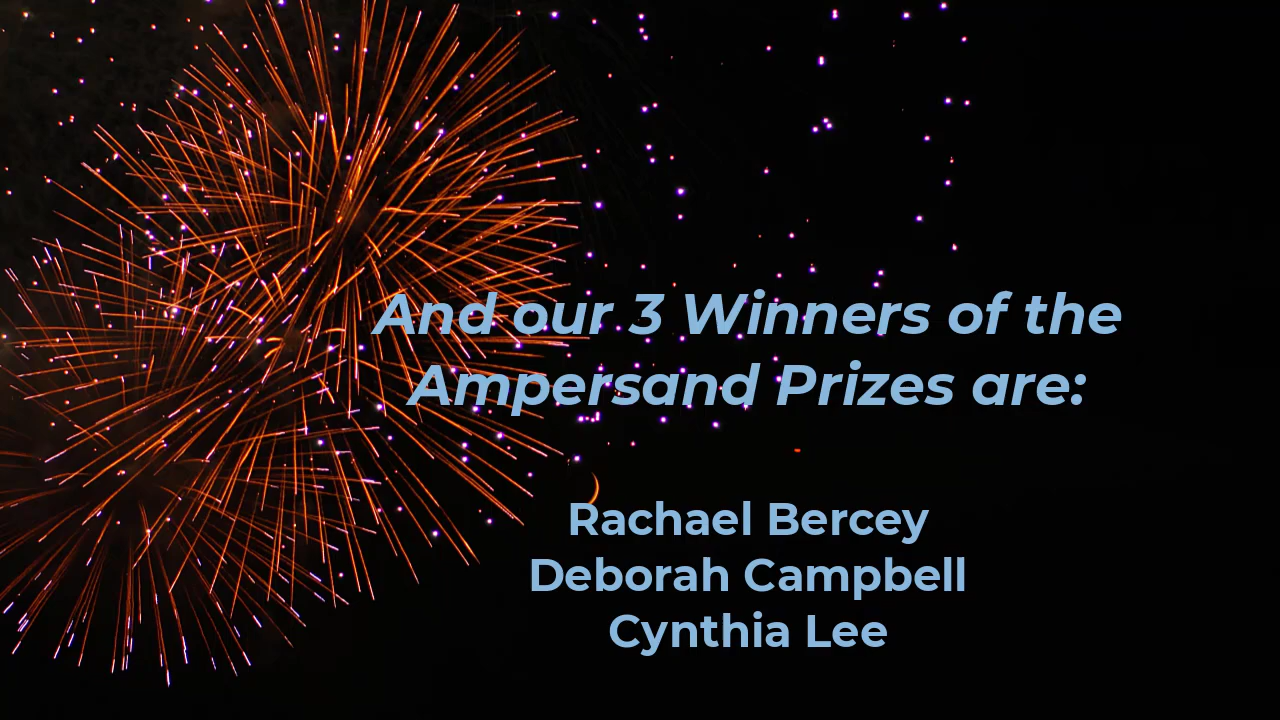 And our 3 Winners of the
Ampersand Prizes are:
Rachael Bercey
Deborah Campbell
Cynthia Lee